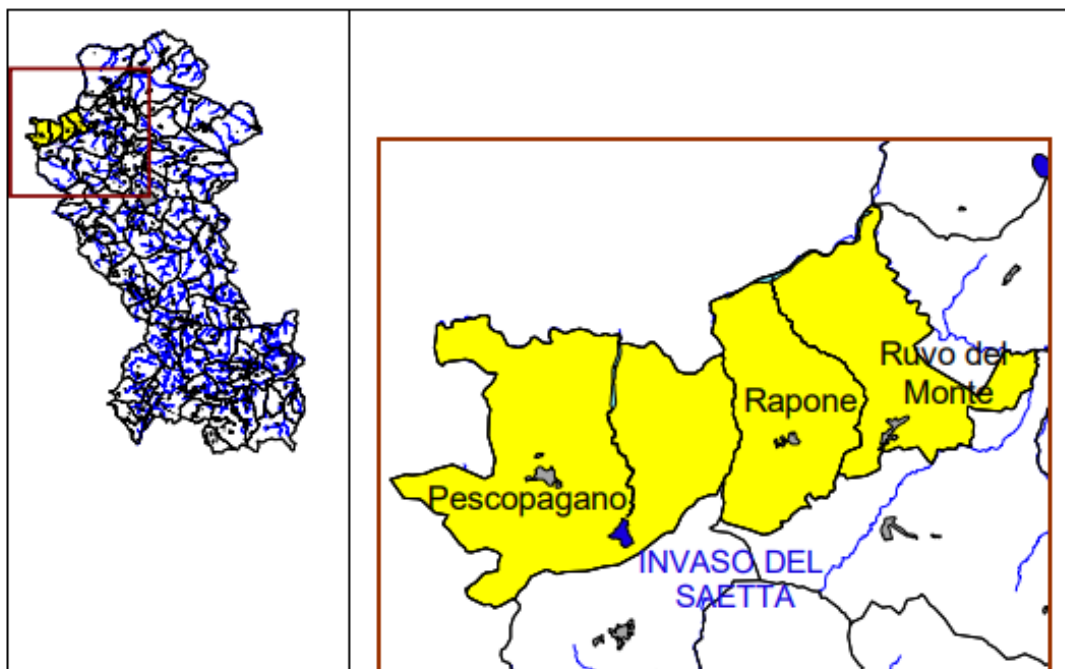 Ruvo del
Monte
Rapone
Pescopagano
INVASO DEL
SAETTA